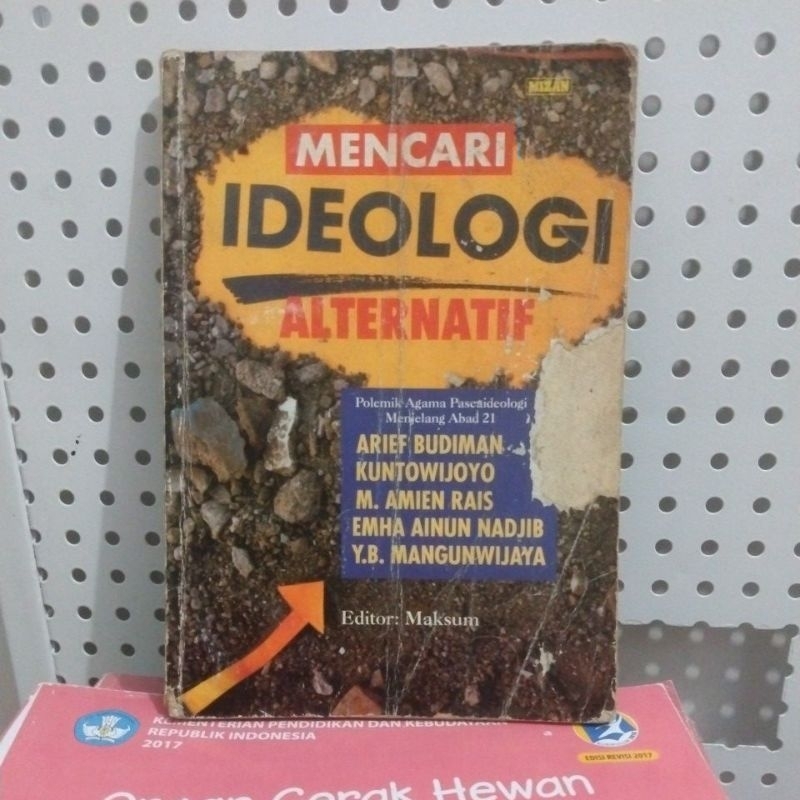 MIZAN
MENCARI
IDEOLOGI
ALTERNATIF
Polemik Agama Pascaideologi
Menjelang Abad 21
ARIEF BUDIMAN
KUNTOWIJOYO
M. AMIEN RAIS
EMHA AINUN NADJIB
Y.B. MANGUNWIJAYA
Editor: Maksum
KEMENTERIAN PENDIDIKAN DAN KEBUDAYAAN
REPUBLIK INDONESIA
2017
EDISI REVISI 2017
Gerak Hewan